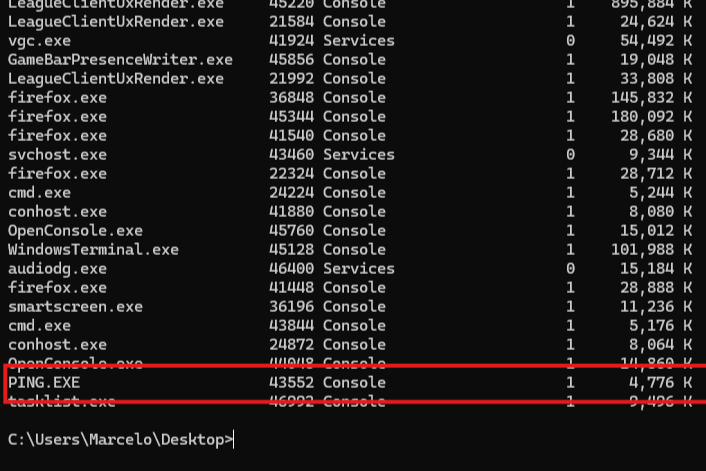 LeagueClientUxRender.exe 45220 Console 1 895,884 K
LeagueClientUxRender.exe 21584 Console 1 24,624 K
vgc.exe 41924 Services 0 54,492 K
GameBarPresenceWriter.exe 45856 Console 1 19,048 K
LeagueClientUxRender.exe 21992 Console 1 33,808 K
firefox.exe 36848 Console 1 145,832 K
firefox.exe 45344 Console 1 180,092 K
firefox.exe 41540 Console 1 28,680 K
svchost.exe 43460 Services 0 9,344 K
firefox.exe 22324 Console 1 28,712 K
cmd.exe 24224 Console 1 5,244 K
conhost.exe 41880 Console 1 8,080 K
OpenConsole.exe 45760 Console 1 15,012 K
WindowsTerminal.exe 45128 Console 1 101,988 K
audiodg.exe 46400 Services 0 15,184 K
firefox.exe 41448 Console 1 28,888 K
smartscreen.exe 36196 Console 1 11,236 K
cmd.exe 43844 Console 1 5,176 K
conhost.exe 24872 Console 1 8,064 K
OpenConsole.exe 44048 Console 1 14,860 K
PING.EXE 43552 Console 1 4,776 K
tasklist.exe 46992 Console 1 9,496 K
C:\Users\Marcelo\Desktop>